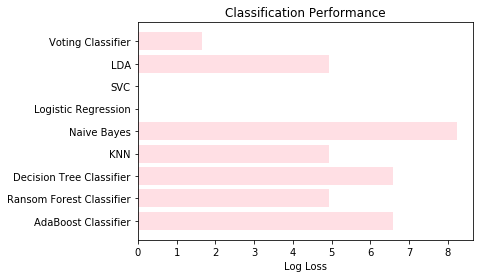 Classification Performance
Voting Classifier
LDA
SVC
Logistic Regression
Naive Bayes
KNN
Decision Tree Classifier
Ransom Forest Classifier
AdaBoost Classifier
0 1 2 3 4 5 6 7 8
Log Loss